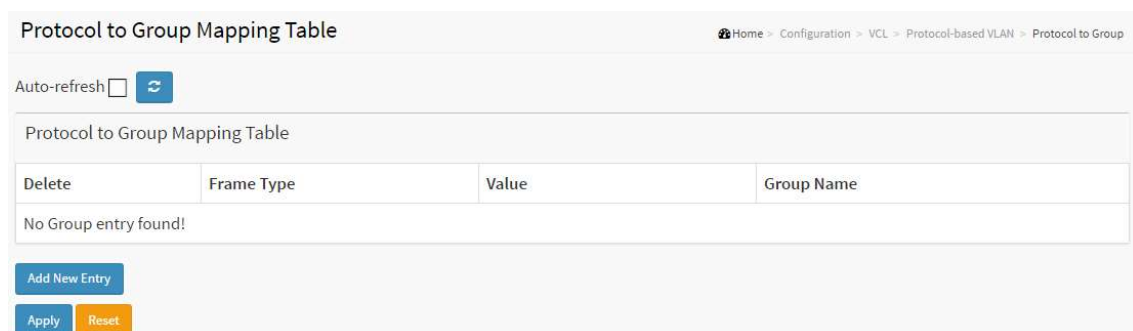 Protocol to Group Mapping Table
Home > Configuration > VCL > Protocol-based VLAN > Protocol to Group
Auto-refresh
Protocol to Group Mapping Table
Delete Frame Type Value Group Name
No Group entry found!
Add New Entry
Apply Reset